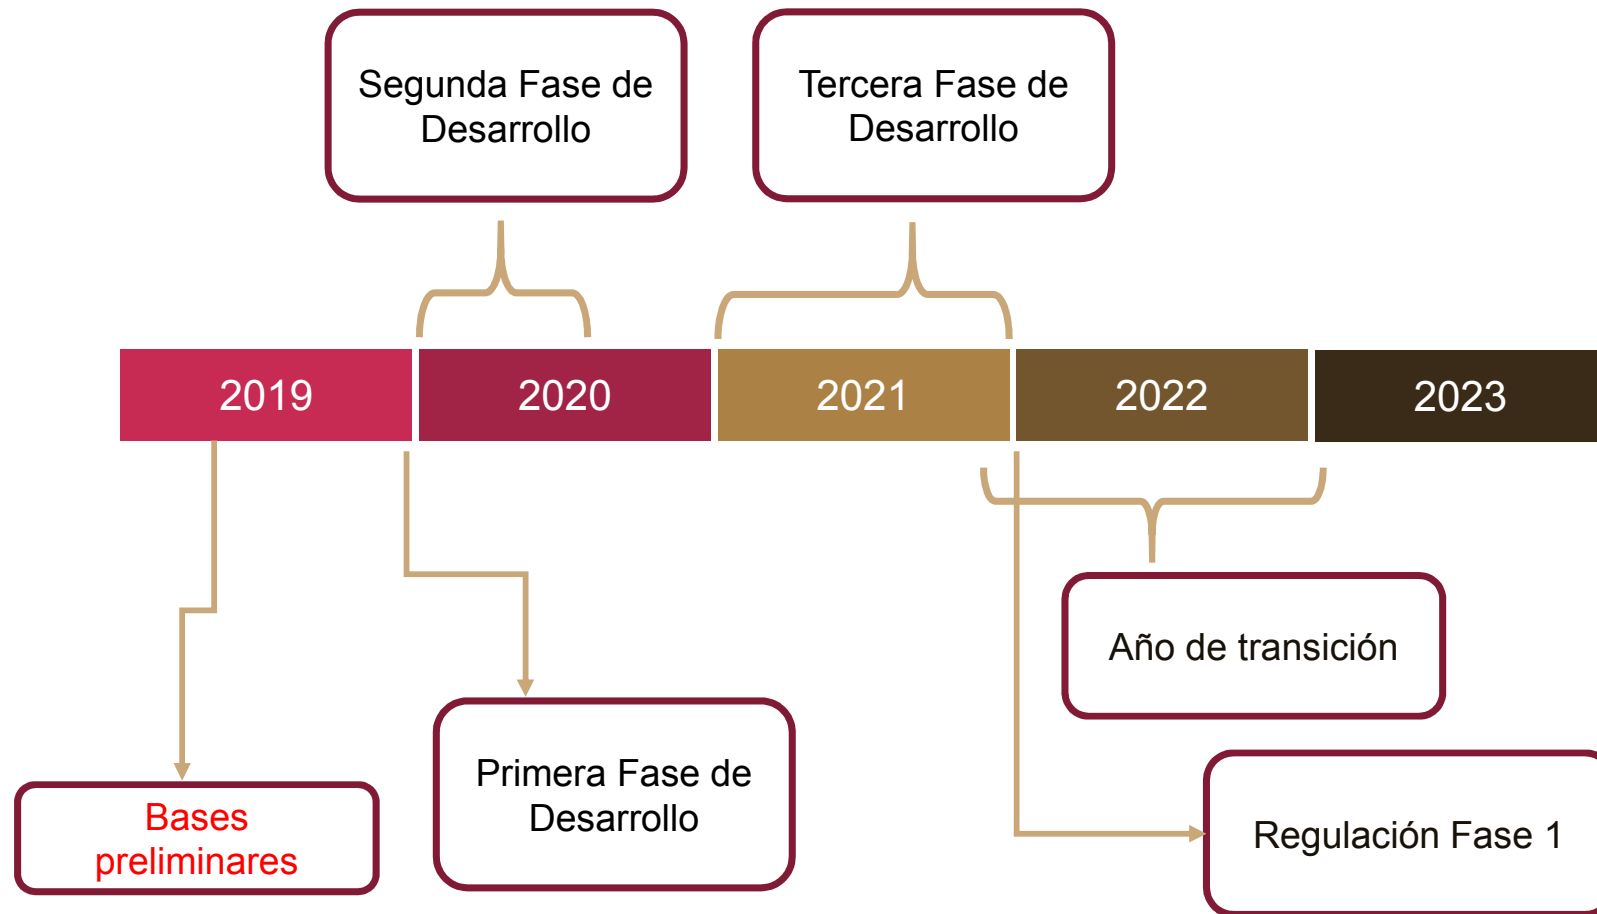 Segunda Fase de
Desarrollo
Tercera Fase de
Desarrollo
2019
2020
2021
2022
2023
Año de transición
Primera Fase de
Desarrollo
Bases
preliminares
Regulación Fase 1